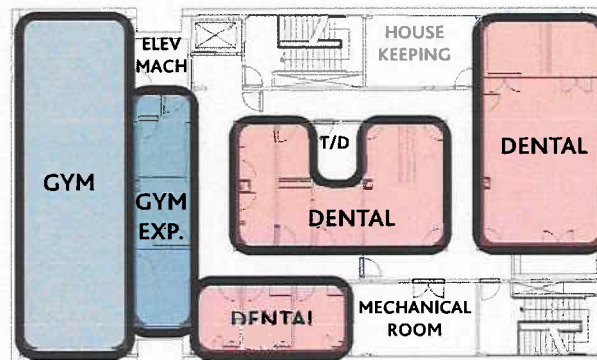 ELEV
MACH
HOUSE
KEEPING
T/D
DENTAL
GYM
GYM
EXP.
DENTAL
DENTAL
MECHANICAL
ROOM